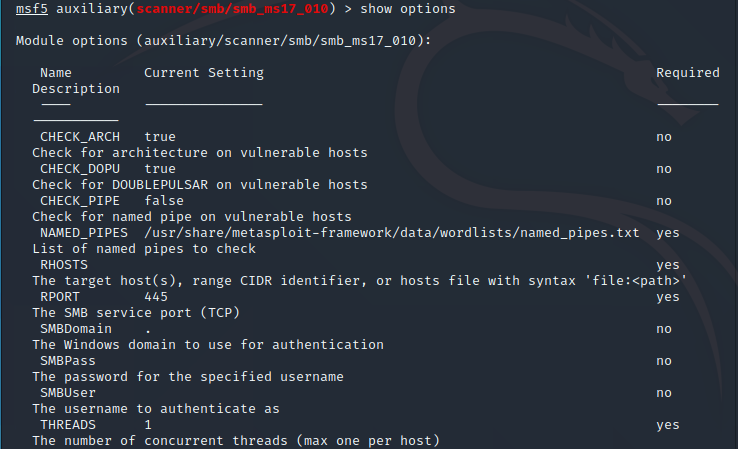 msf5 auxiliary(scanner/smb/smb_ms17_010) > show options
Module options (auxiliary/scanner/smb/smb_ms17_010):
Name Current Setting Required
Description
---- --------------- --------
-----------
CHECK_ARCH true no
Check for architecture on vulnerable hosts
CHECK_DOPU true no
Check for DOUBLEPULSAR on vulnerable hosts
CHECK_PIPE false no
Check for named pipe on vulnerable hosts
NAMED_PIPES /usr/share/metasploit-framework/data/wordlists/named_pipes.txt yes
List of named pipes to check
RHOSTS yes
The target host(s), range CIDR identifier, or hosts file with syntax 'file:<path>'
RPORT 445 yes
The SMB service port (TCP)
SMBDomain . no
The Windows domain to use for authentication
SMBPass no
The password for the specified username
SMBUser no
The username to authenticate as
THREADS 1 yes
The number of concurrent threads (max one per host)